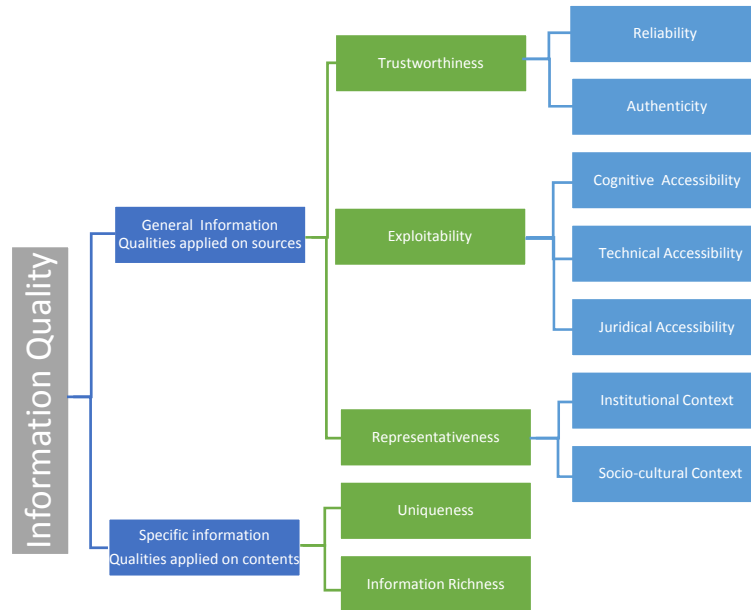 Information Quality
General Information
Qualities applied on sources
Trustworthiness
Reliability
Authenticity
Exploitability
Cognitive Accessibility
Technical Accessibility
Juridical Accessibility
Representativeness
Institutional Context
Socio-cultural Context
Specific information
Qualities applied on contents
Uniqueness
Information Richness